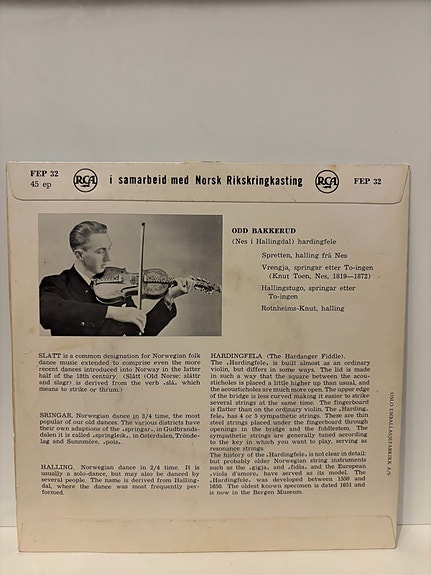 FEP 32
45 ep
RCA
i samarbeid med Norsk Rikskringkasting
RCA
FEP 32
ODD BAKKERUD
(Nes i Hallingdal) hardingfele
Spretten, halling frå Nes
Vrengja, springar etter To-ingen
(Knut Toen, Nes, 1819—1872)
Hallingstugo, springar etter
To-ingen
Rotnheims-Knut, halling
SLÅTT is a common designation for Norwegian folk
dance music extended to comprise even the more
recent dances introduced into Norway in the latter
half of the 18th century. (Slått (Old Norse: sláttr
and slagr) is derived from the verb «slå» which
means to strike or thrum.)
SRINGAR, Norwegian dance in 3/4 time, the most
popular of our old dances. The various districts have
their own adaptions of the «springar», in Gudbrands-
dalen it is called «springleik», in Østerdalen, Trønde-
lag and Sunnmöre, «pols».
HALLING, Norwegian dance in 2/4 time. It is
usually a solo-dance, but may also be danced by
several people. The name is derived from Halling-
dal, where the dance was most frequently per-
formed.
HARDINGFELA (The Hardanger Fiddle).
The «Hardingfele», is built almost as an ordinary
violin, but differs in some ways. The lid is made
in such a way that the square between the acou-
sticholes is placed a little higher up than usual, and
the acousticholes are much more open. The upper edge
of the bridge is less curved making it easier to strike
several strings at the same time. The fingerboard
is flatter than on the ordinary violin. The «Harding-
fele», has 4 or 5 sympathetic strings. These are thin
steel strings placed under the fingerboard through
openings in the bridge and the fiddlestem. The
sympathetic strings are generally tuned according
to the key in which you want to play, serving as
resonance strings.
The history of the «Hardingfele», is not clear in detail:
but probably older Norwegian string instruments
such as the «gigja», and «fidla», and the European
«viola d'amore», have served as its model. The
«Hardingfele», was developed between 1550 and
1650. The oldest known specimen is dated 1651 and
is now in the Bergen Museum.
EMBALLASJEFABRIKK A/S